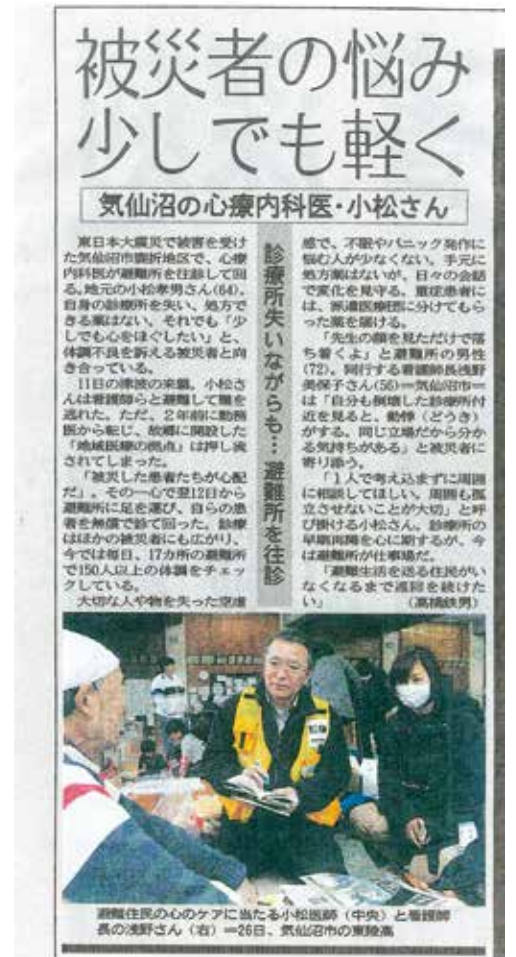 被災者の悩み
少しでも軽く
気仙沼の心療内科医・小松さん
診療所失いながらも…避難所を往診
東日本大震災で被害を受け
た気仙沼市鹿折地区で、心療
内科医が避難所を往診して回
る。地元の小松孝男さん(64)。
自身の診療所を失い、処方で
きる薬はない。それでも「少
しでも心をほぐしたい」と、
体調不良を訴える被災者と向
き合っている。
11日の津波の来襲。小松さ
んは看護師らと避難して難を
逃れた。ただ、2年前に勤務
医から転じ、故郷に開設した
「地域医療の拠点」は押し流
されてしまった。
「被災した患者たちが心配
だ」。その一心で翌12日から
避難所に足を運び、自らの患
者を無償で診て回った。診療
はほかの被災者にも広がり、
今では毎日、17カ所の避難所
で150人以上の体調をチェッ
クしている。
大切な人や物を失った空虚
感で、不眠やパニック発作に
悩む人が少なくない。手元に
処方薬はないが、日々の会話
で変化を見守る。重症患者に
は、派遣医療団に分けてもら
った薬を届ける。
「先生の顔を見ただけで落
ち着くよ」と避難所の男性
(72)。同行する看護師長浅野
美保子さん(56)＝気仙沼市＝
は「自分も倒壊した診療所付
近を見ると、動悸(どうき)
がする。同じ立場だから分か
る気持ちがある」と被災者に
寄り添う。
「1人で考え込まずに周囲
に相談してほしい。周囲も孤
立させないことが大切」と呼
び掛ける小松さん。診療所の
早期再開を心に期するが、今
は避難所が仕事場だ。
「避難生活を送る住民がい
なくなるまで巡回を続けた
い」 (高橋鉄男)
避難住民の心のケアに当たる小松医師(中央)と看護師
長の浅野さん(右)＝26日、気仙沼市の東陵高